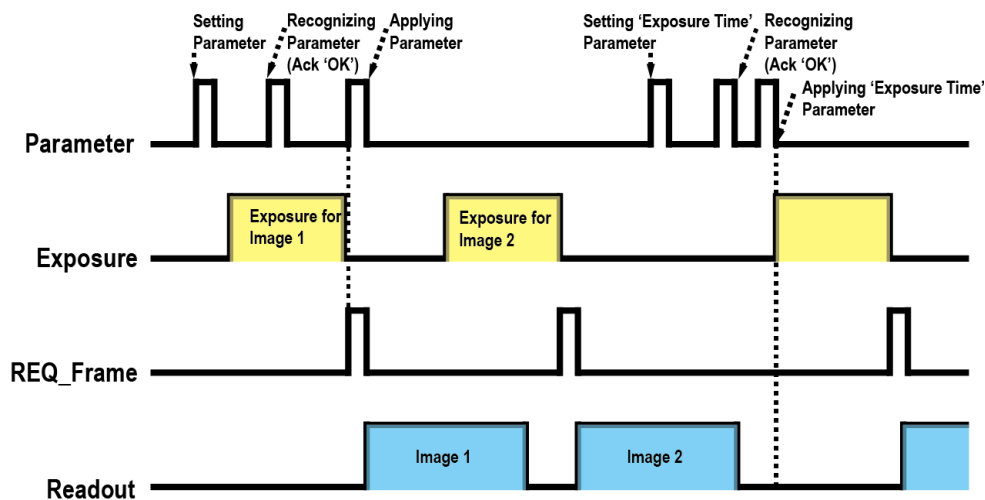 Setting
Parameter
Recognizing
Parameter
(Ack ‘OK’)
Applying
Parameter
Setting ‘Exposure Time’
Parameter
Recognizing
Parameter
(Ack ‘OK’)
Applying ‘Exposure Time’
Parameter
Parameter
Exposure for
Image 1
Exposure for
Image 2
Exposure
REQ_Frame
Image 1
Image 2
Readout